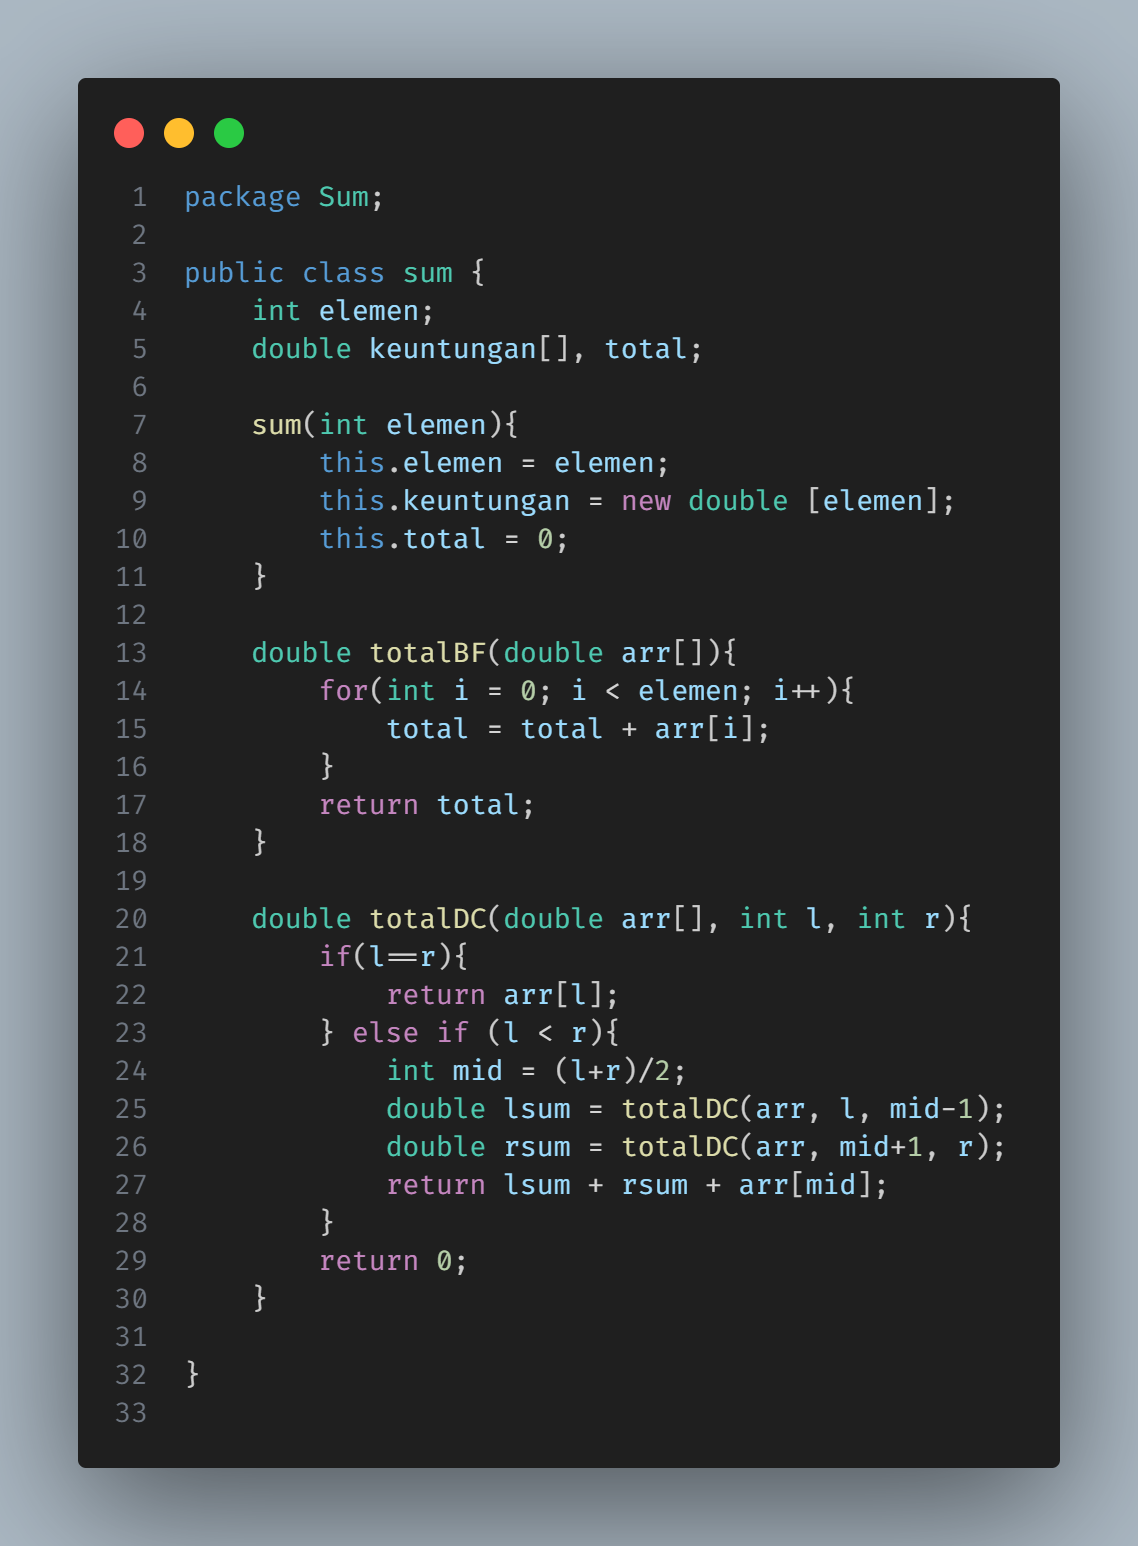 1 package Sum;
2
3 public class sum {
4     int elemen;
5     double keuntungan[], total;
6
7     sum(int elemen){
8         this.elemen = elemen;
9         this.keuntungan = new double [elemen];
10         this.total = 0;
11     }
12
13     double totalBF(double arr[]){
14         for(int i = 0; i < elemen; i++){
15             total = total + arr[i];
16         }
17         return total;
18     }
19
20     double totalDC(double arr[], int l, int r){
21         if(l==r){
22             return arr[l];
23         } else if (l < r){
24             int mid = (l+r)/2;
25             double lsum = totalDC(arr, l, mid-1);
26             double rsum = totalDC(arr, mid+1, r);
27             return lsum + rsum + arr[mid];
28         }
29         return 0;
30     }
31
32 }
33